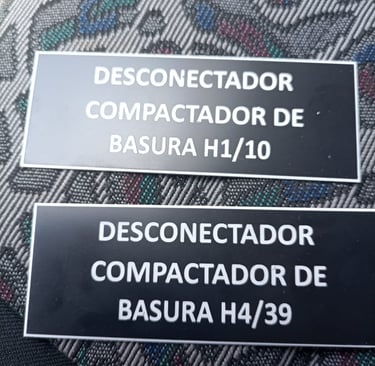 DESCONECTADOR
COMPACTADOR DE
BASURA H1/10
DESCONECTADOR
COMPACTADOR DE
BASURA H4/39